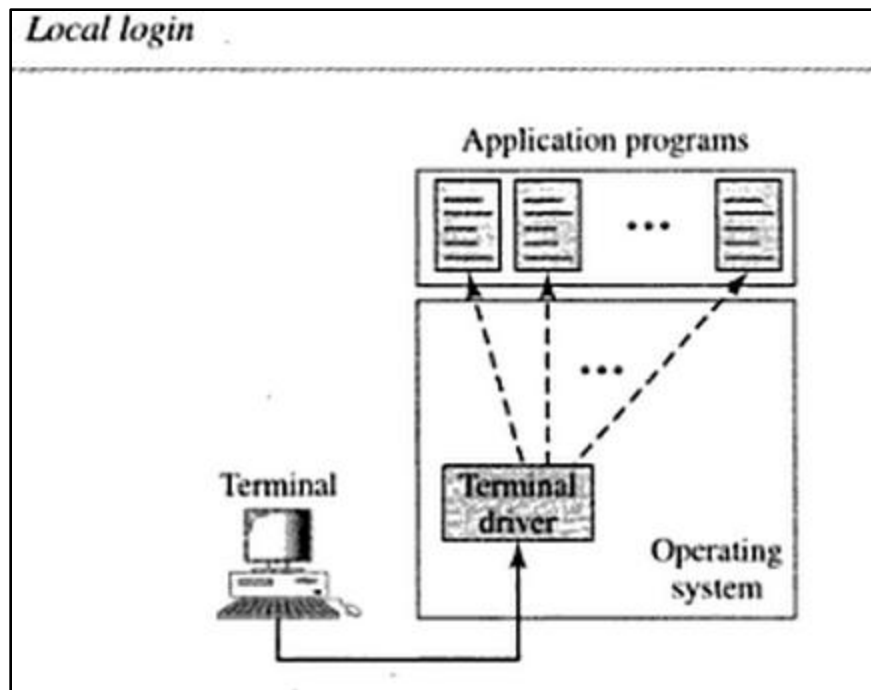 Local login
Application programs
Terminal
Terminal
driver
Operating
system